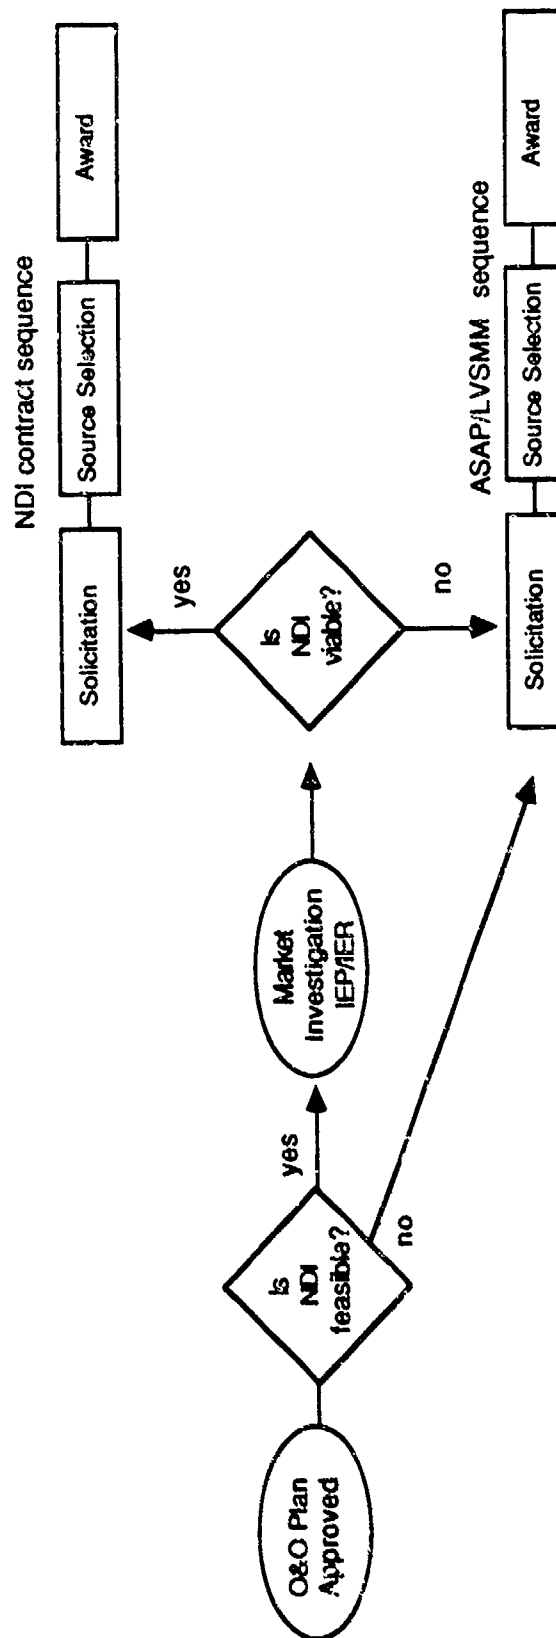 O&O Plan
Approved
Is
NDI
feasible?
yes
no
Market
Investigation
IEP/IER
Is
NDI
viable?
yes
no
NDI contract sequence
Solicitation
Source Selection
Award
ASAP/LVSMM sequence
Solicitation
Source Selection
Award